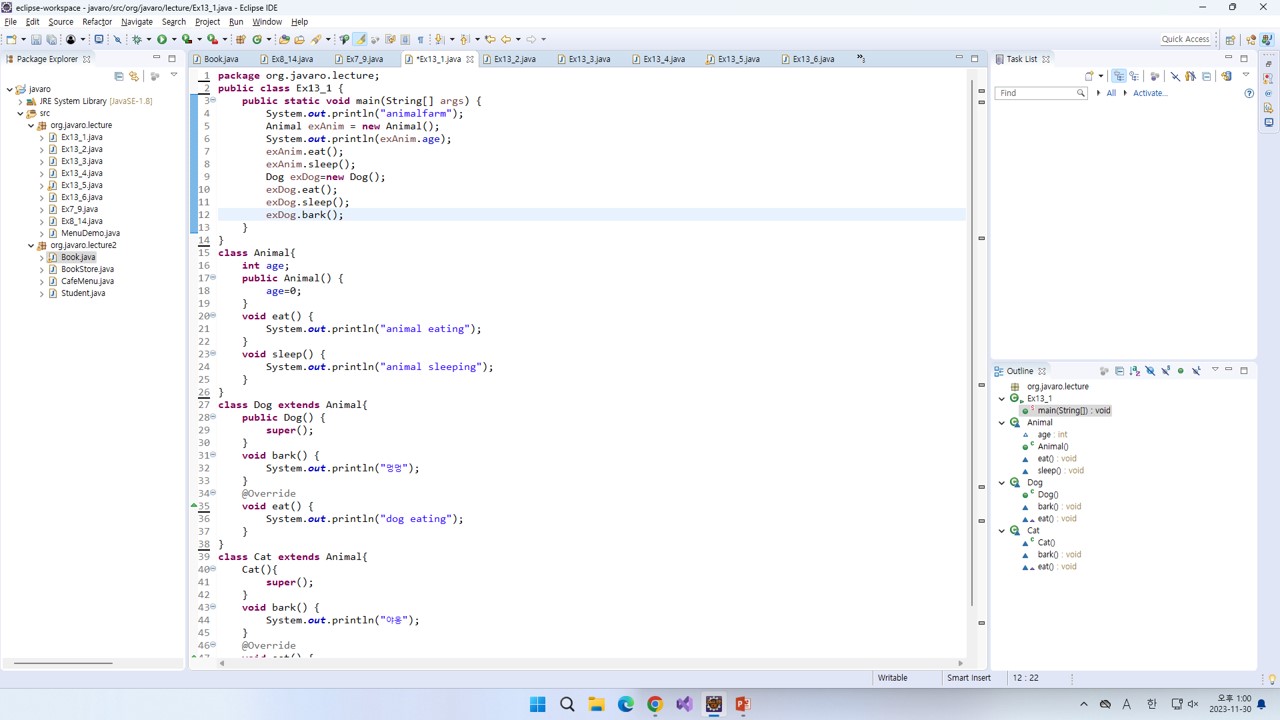 eclipse-workspace - javaro/src/org/javaro/lecture/Ex13_1.java - Eclipse IDE
File Edit Source Refactor Navigate Search Project Run Window Help
Quick Access
Package Explorer
javaro
JRE System Library [JavaSE-1.8]
src
org.javaro.lecture
Ex13_1.java
Ex13_2.java
Ex13_3.java
Ex13_4.java
Ex13_5.java
Ex13_6.java
Ex7_9.java
Ex8_14.java
MenuDemo.java
org.javaro.lecture2
Book.java
BookStore.java
CafeMenu.java
Student.java
Book.java Ex8_14.java Ex7_9.java *Ex13_1.java Ex13_2.java Ex13_3.java Ex13_4.java Ex13_5.java Ex13_6.java
1 package org.javaro.lecture;
2 public class Ex13_1 {
3 public static void main(String[] args) {
4 System.out.println("animalfarm");
5 Animal exAnim = new Animal();
6 System.out.println(exAnim.age);
7 exAnim.eat();
8 exAnim.sleep();
9 Dog exDog=new Dog();
10 exDog.eat();
11 exDog.sleep();
12 exDog.bark();
13 }
14 }
15 class Animal{
16 int age;
17 public Animal() {
18 age=0;
19 }
20 void eat() {
21 System.out.println("animal eating");
22 }
23 void sleep() {
24 System.out.println("animal sleeping");
25 }
26 }
27 class Dog extends Animal{
28 public Dog() {
29 super();
30 }
31 void bark() {
32 System.out.println("멍멍");
33 }
34 @Override
35 void eat() {
36 System.out.println("dog eating");
37 }
38 }
39 class Cat extends Animal{
40 Cat(){
41 super();
42 }
43 void bark() {
44 System.out.println("야옹");
45 }
46 @Override
47 void eat() {
Task List
Find All Activate...
Outline
org.javaro.lecture
Ex13_1
main(String[]) : void
Animal
age : int
Animal()
eat() : void
sleep() : void
Dog
Dog()
bark() : void
eat() : void
Cat
Cat()
bark() : void
eat() : void
Writable Smart Insert 12 : 22
A 한 오후 1:00
2023-11-30